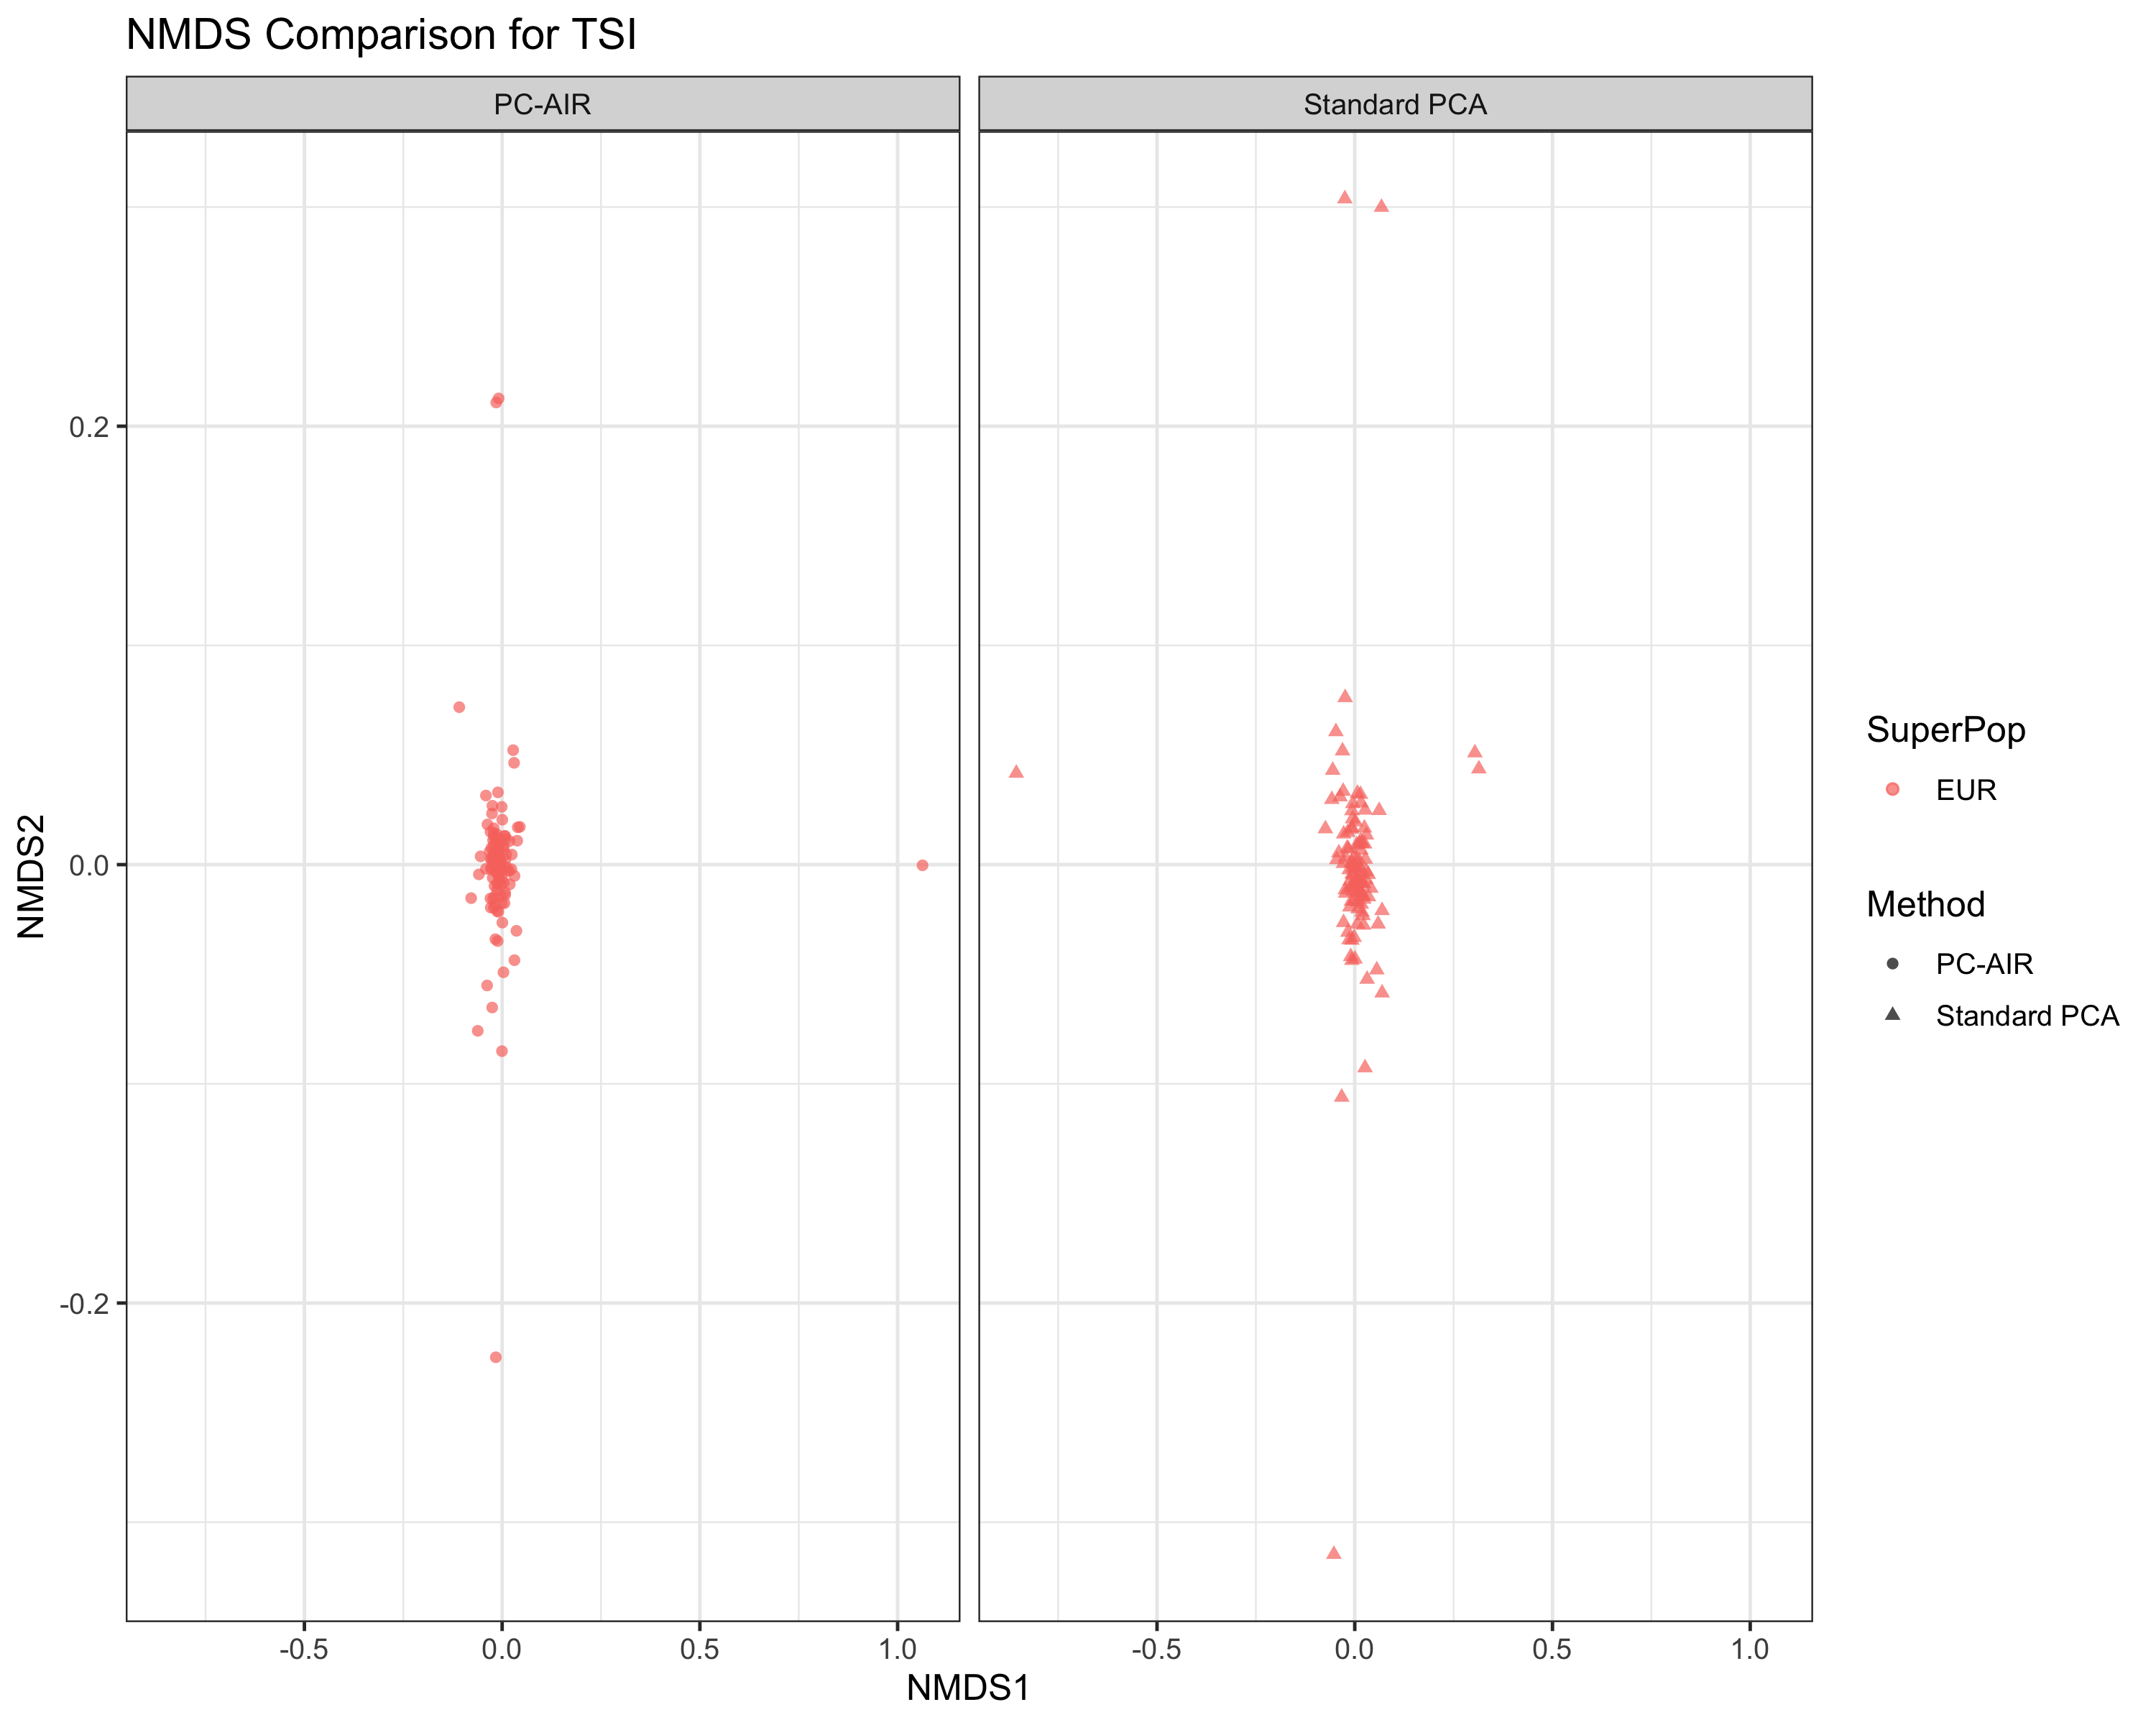 NMDS Comparison for TSI
PC-AIR
Standard PCA
0.2
0.0
-0.2
NMDS2
-0.5
0.0
0.5
1.0
-0.5
0.0
0.5
1.0
NMDS1
SuperPop
EUR
Method
PC-AIR
Standard PCA